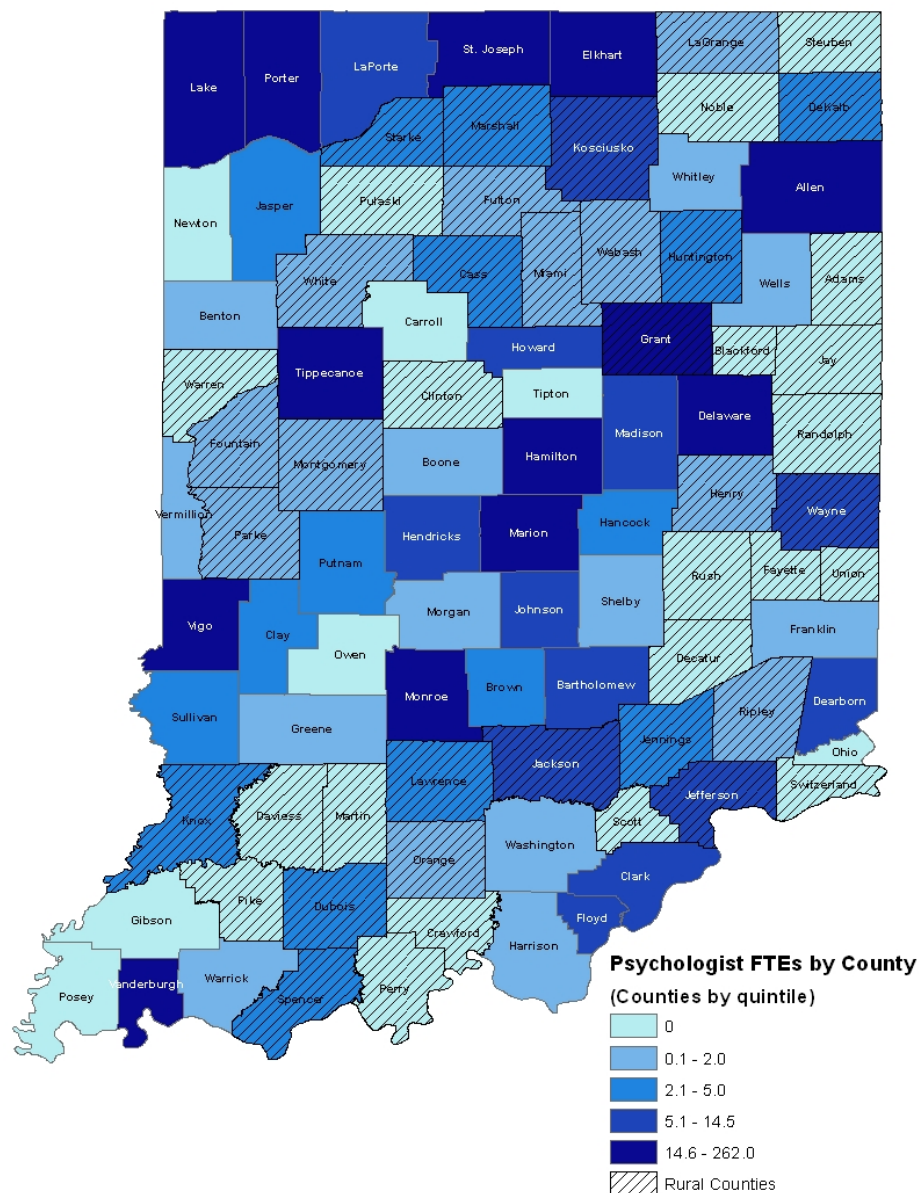 St. Joseph
Elkhart
LaGrange
Steuben
LaPorte
Porter
Lake
Noble
DeKalb
Starke
Marshall
Kosciusko
Whitley
Allen
Newton
Jasper
Pulaski
Fulton
Miami
Wabash
Huntington
Wells
Adams
White
Cass
Benton
Carroll
Howard
Grant
Blackford
Jay
Warren
Tippecanoe
Clinton
Tipton
Madison
Delaware
Randolph
Fountain
Montgomery
Boone
Hamilton
Henry
Wayne
Vermillion
Parke
Putnam
Hendricks
Marion
Hancock
Rush
Fayette
Union
Vigo
Clay
Owen
Morgan
Johnson
Shelby
Franklin
Decatur
Sullivan
Greene
Monroe
Brown
Bartholomew
Jennings
Ripley
Dearborn
Ohio
Switzerland
Knox
Daviess
Martin
Lawrence
Jackson
Jefferson
Scott
Orange
Washington
Clark
Floyd
Gibson
Pike
Dubois
Crawford
Harrison
Posey
Vanderburgh
Warrick
Spencer
Perry
Psychologist FTEs by County
(Counties by quintile)
0
0.1 - 2.0
2.1 - 5.0
5.1 - 14.5
14.6 - 262.0
Rural Counties